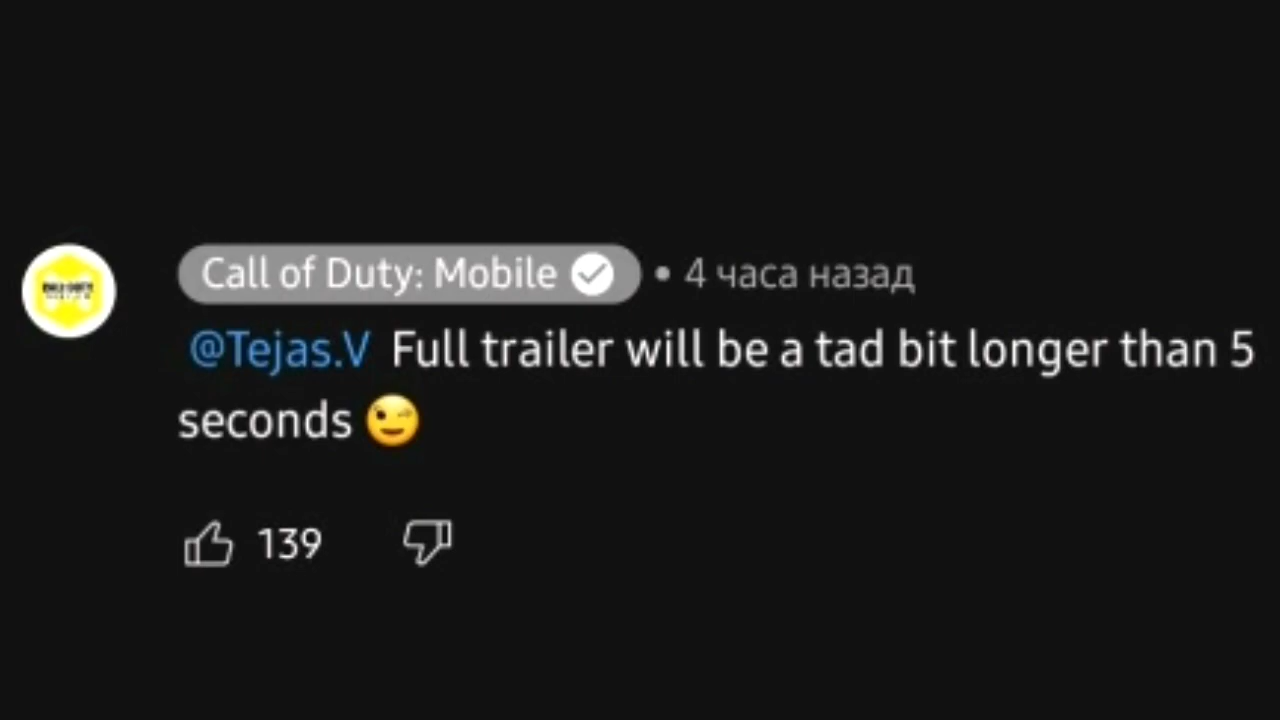 Call of Duty: Mobile • 4 часа назад
@Tejas.V Full trailer will be a tad bit longer than 5
seconds 😉
139